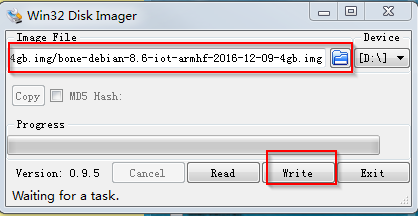 Win32 Disk Imager
Image File
Device
4gb.img/bone-debian-8.6-iot-armhf-2016-12-09-4gb.img
[D:\]
Copy
MD5 Hash:
Progress
Version: 0.9.5
Cancel
Read
Write
Exit
Waiting for a task.